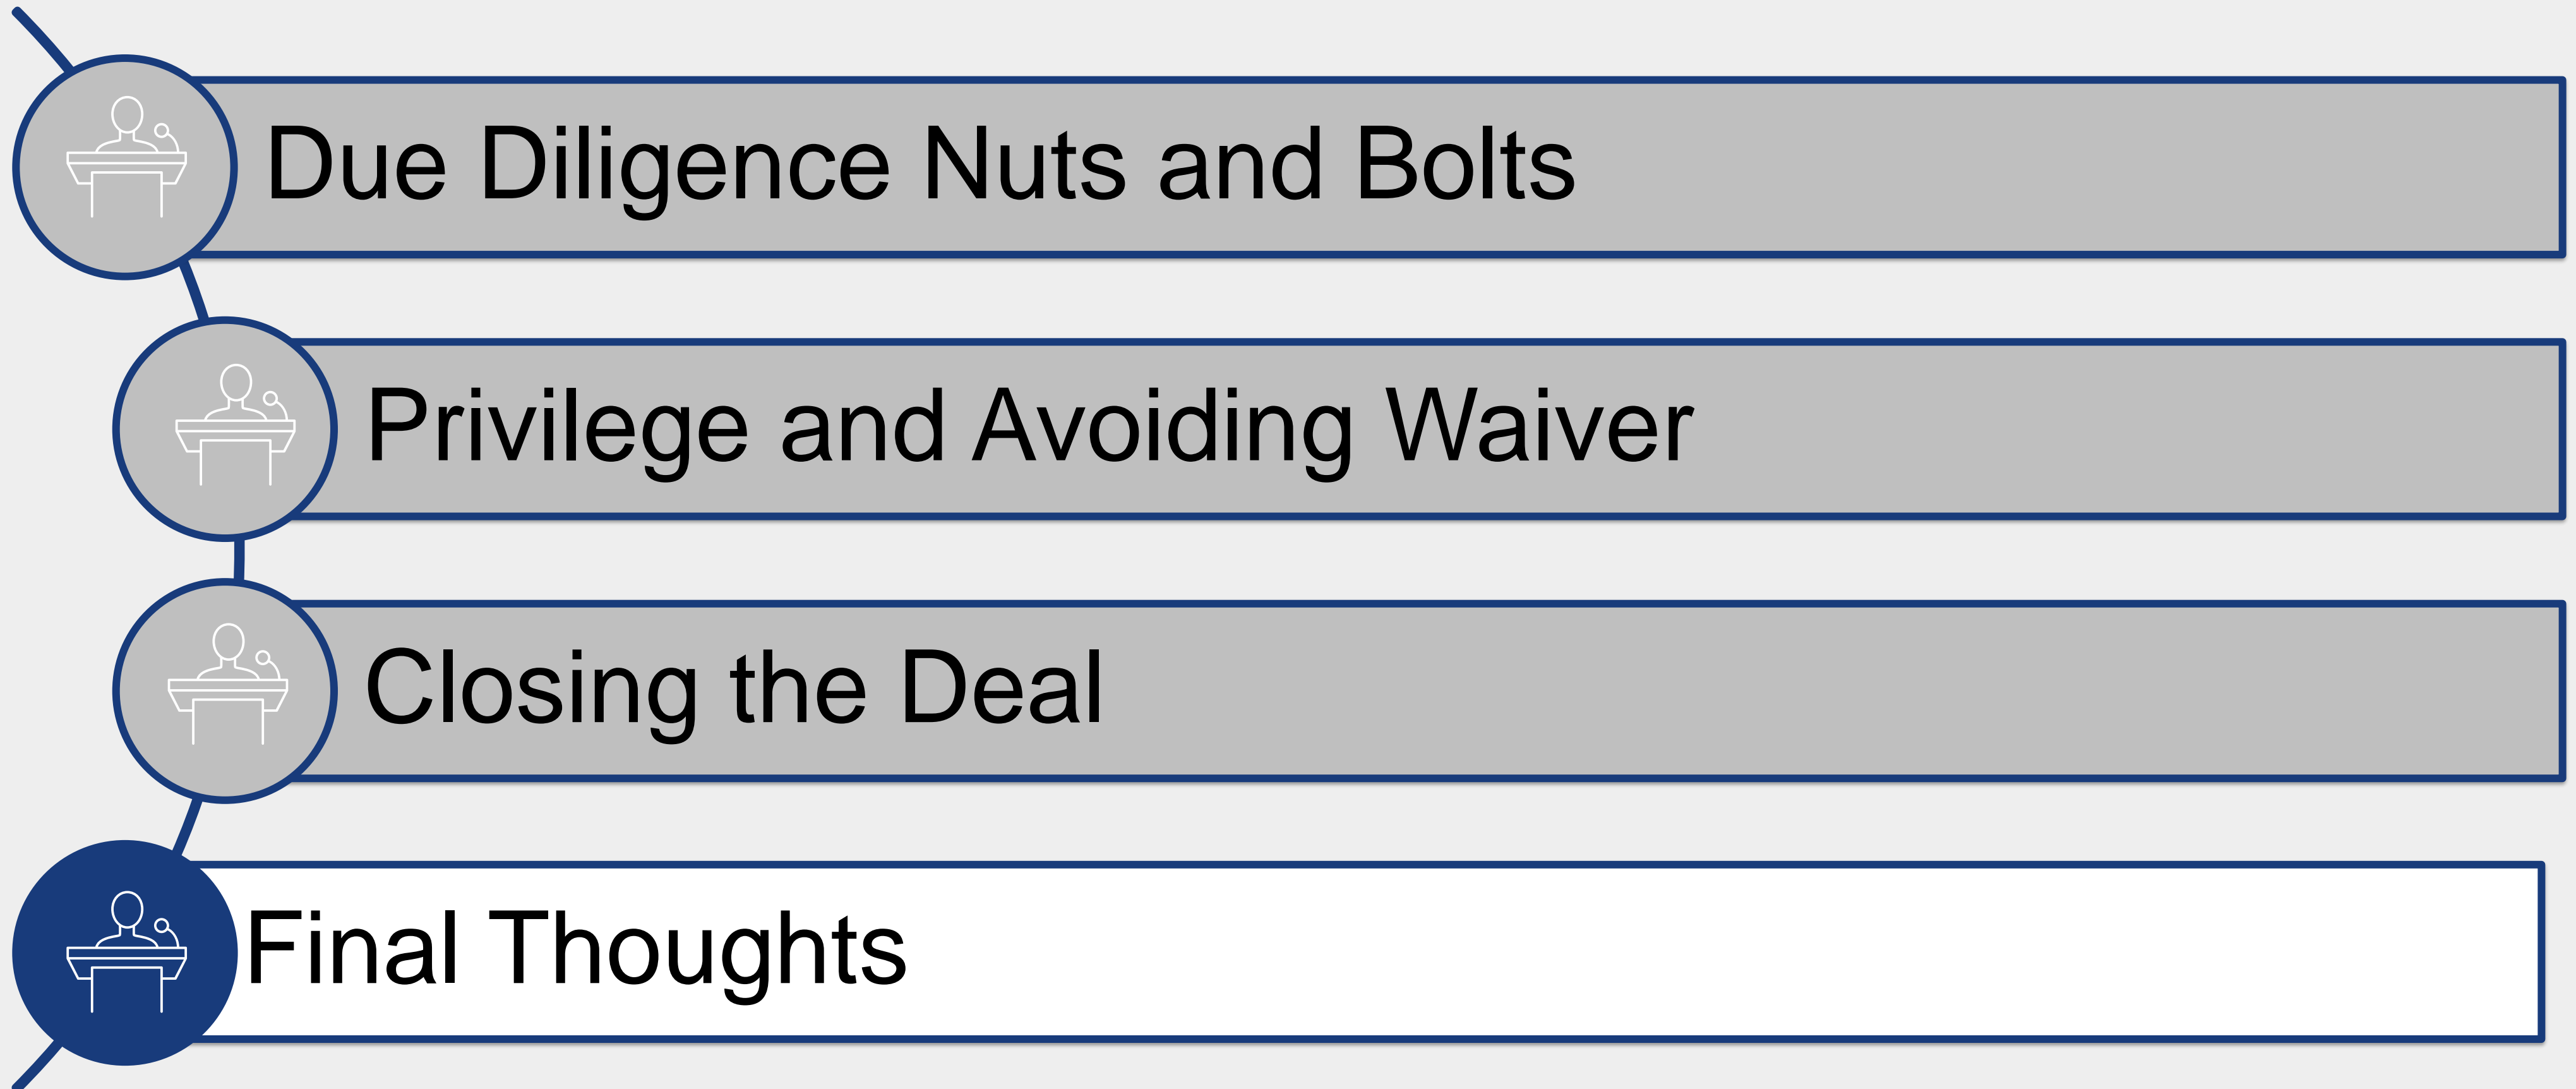 Due Diligence Nuts and Bolts
Privilege and Avoiding Waiver
Closing the Deal
Final Thoughts